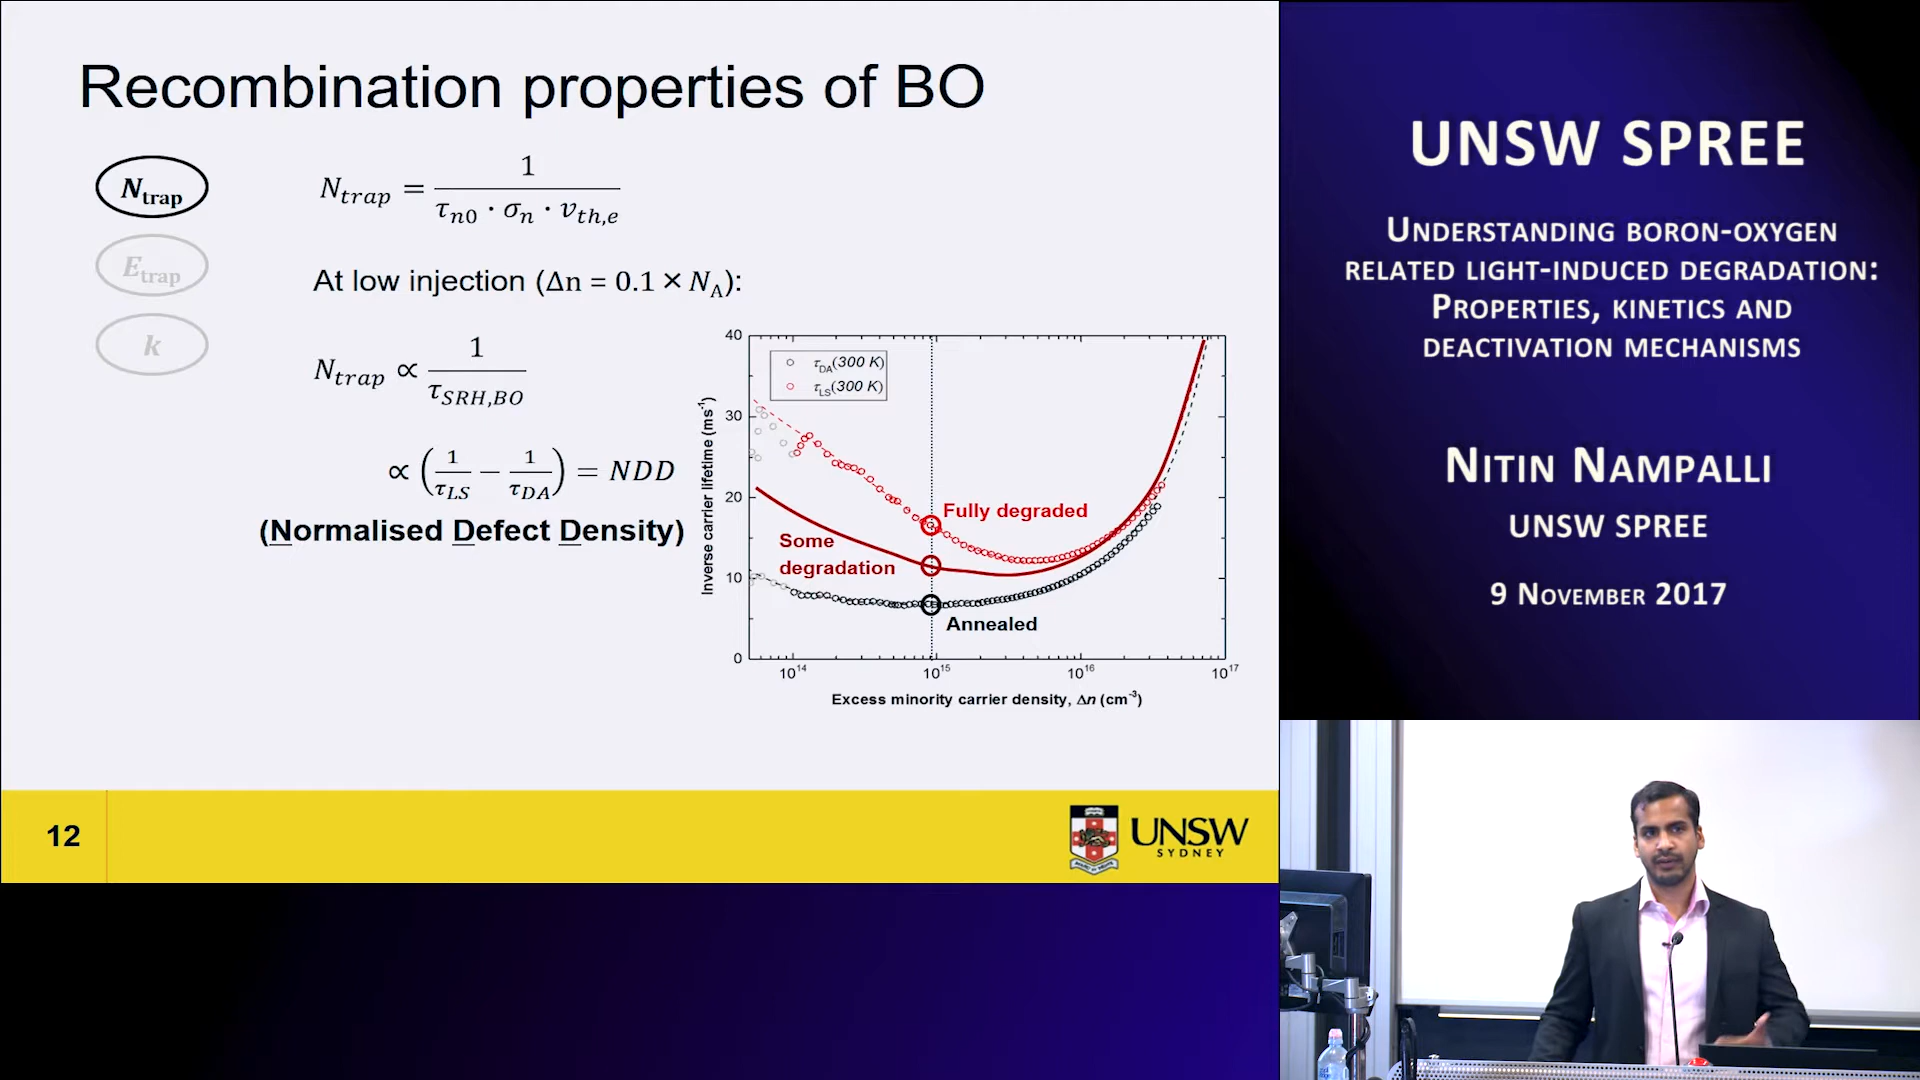 Recombination properties of BO
N_trap
E_trap
k
N_trap = 1 / (τ_n0 · σ_n · v_th,e)
At low injection (Δn = 0.1 × N_A):
N_trap ∝ 1 / τ_SRH,BO
∝ (1/τ_LS − 1/τ_DA) = NDD
(Normalised Defect Density)
40
30
20
10
0
Inverse carrier lifetime (ms⁻¹)
τ_DA(300 K)
τ_LS(300 K)
Fully degraded
Some
degradation
Annealed
10¹⁴ 10¹⁵ 10¹⁶ 10¹⁷
Excess minority carrier density, Δn (cm⁻³)
12
UNSW
SYDNEY
UNSW SPREE
UNDERSTANDING BORON-OXYGEN
RELATED LIGHT-INDUCED DEGRADATION:
PROPERTIES, KINETICS AND
DEACTIVATION MECHANISMS
NITIN NAMPALLI
UNSW SPREE
9 NOVEMBER 2017